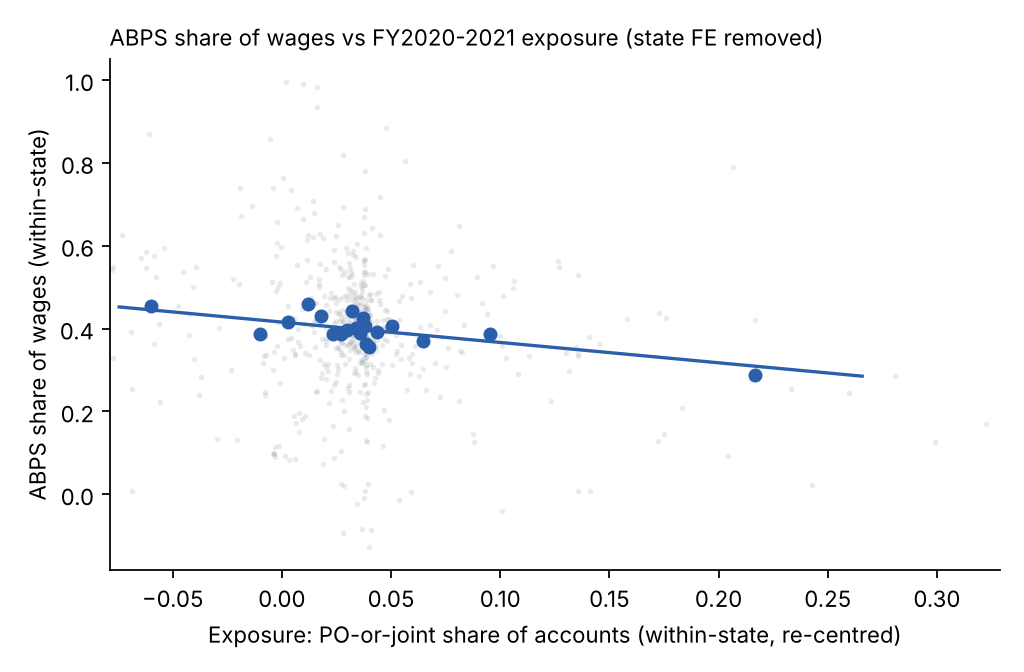 ABPS share of wages vs FY2020-2021 exposure (state FE removed)
ABPS share of wages (within-state)
1.0
0.8
0.6
0.4
0.2
0.0
−0.05 0.00 0.05 0.10 0.15 0.20 0.25 0.30
Exposure: PO-or-joint share of accounts (within-state, re-centred)